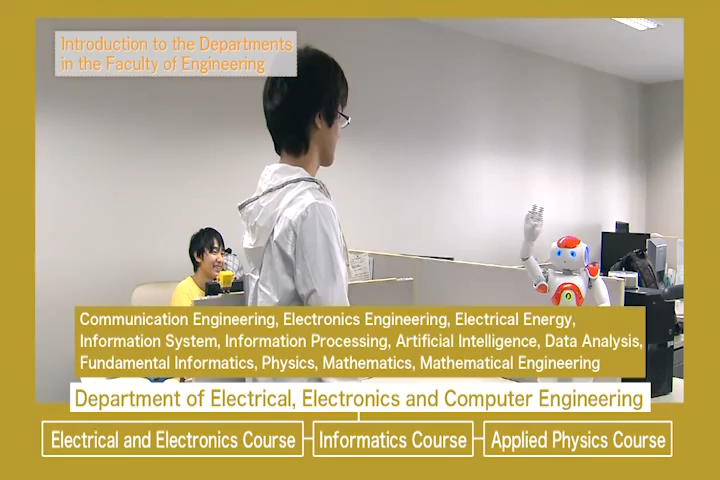 Introduction to the Departments
in the Faculty of Engineering
Communication Engineering, Electronics Engineering, Electrical Energy,
Information System, Information Processing, Artificial Intelligence, Data Analysis,
Fundamental Informatics, Physics, Mathematics, Mathematical Engineering
Department of Electrical, Electronics and Computer Engineering
Electrical and Electronics Course
Informatics Course
Applied Physics Course